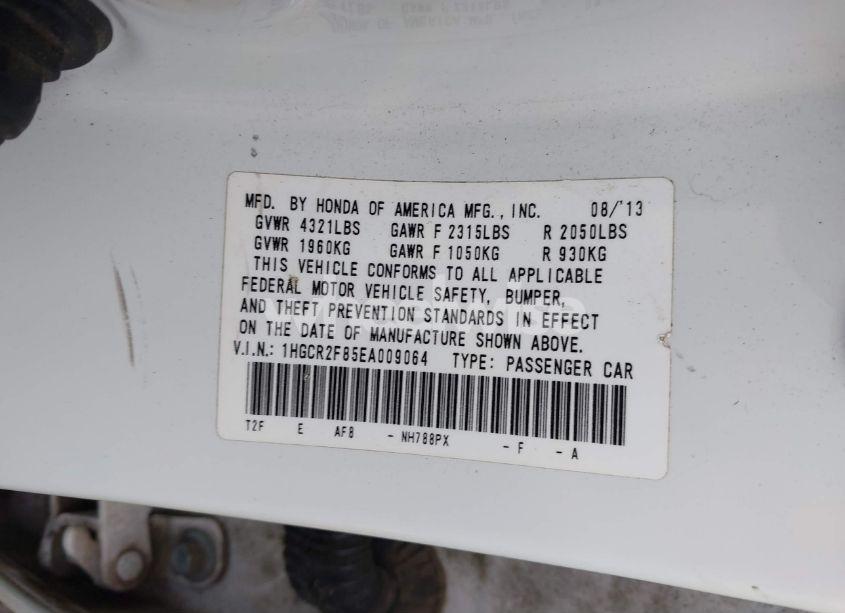 MFD. BY HONDA OF AMERICA MFG., INC. 08/'13
GVWR 4321LBS GAWR F 2315LBS R 2050LBS
GVWR 1960KG GAWR F 1050KG R 930KG
THIS VEHICLE CONFORMS TO ALL APPLICABLE
FEDERAL MOTOR VEHICLE SAFETY, BUMPER,
AND THEFT PREVENTION STANDARDS IN EFFECT
ON THE DATE OF MANUFACTURE SHOWN ABOVE.
V.I.N.: 1HGCR2F85EA009064 TYPE: PASSENGER CAR
T2F E AF8 - NH788PX - F - A